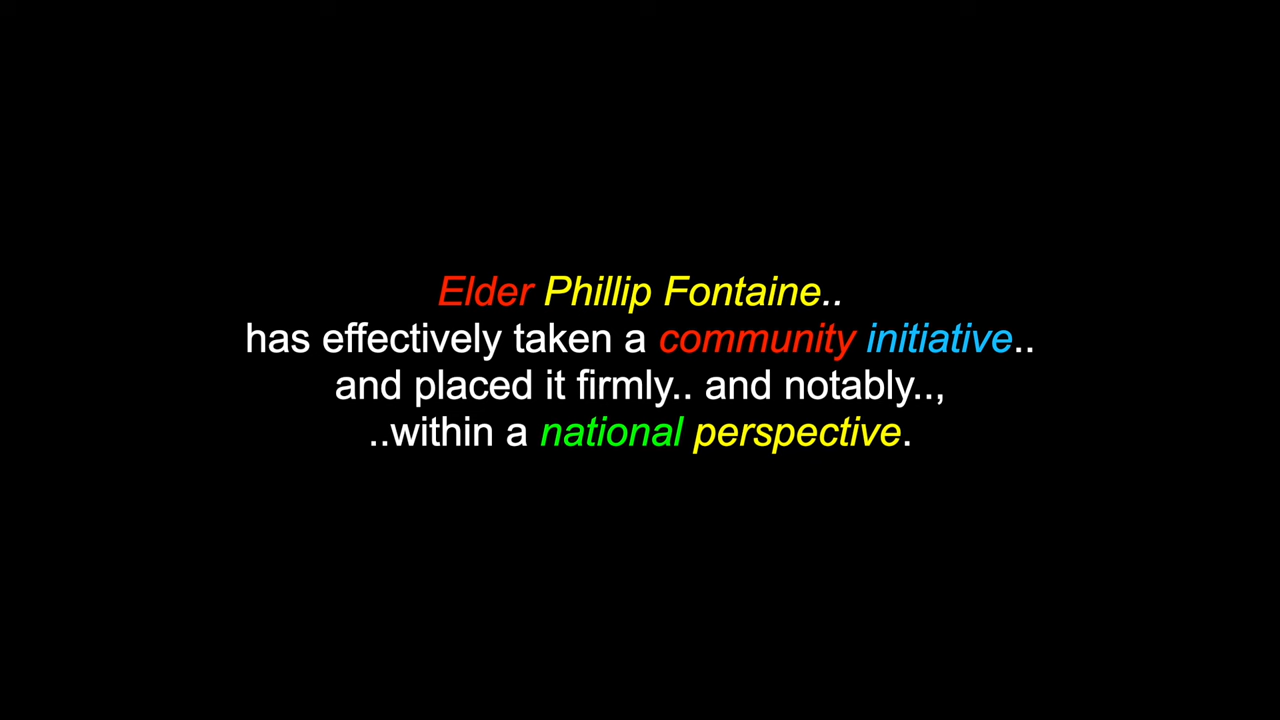 Elder Phillip Fontaine..
has effectively taken a community initiative..
and placed it firmly.. and notably..,
..within a national perspective.